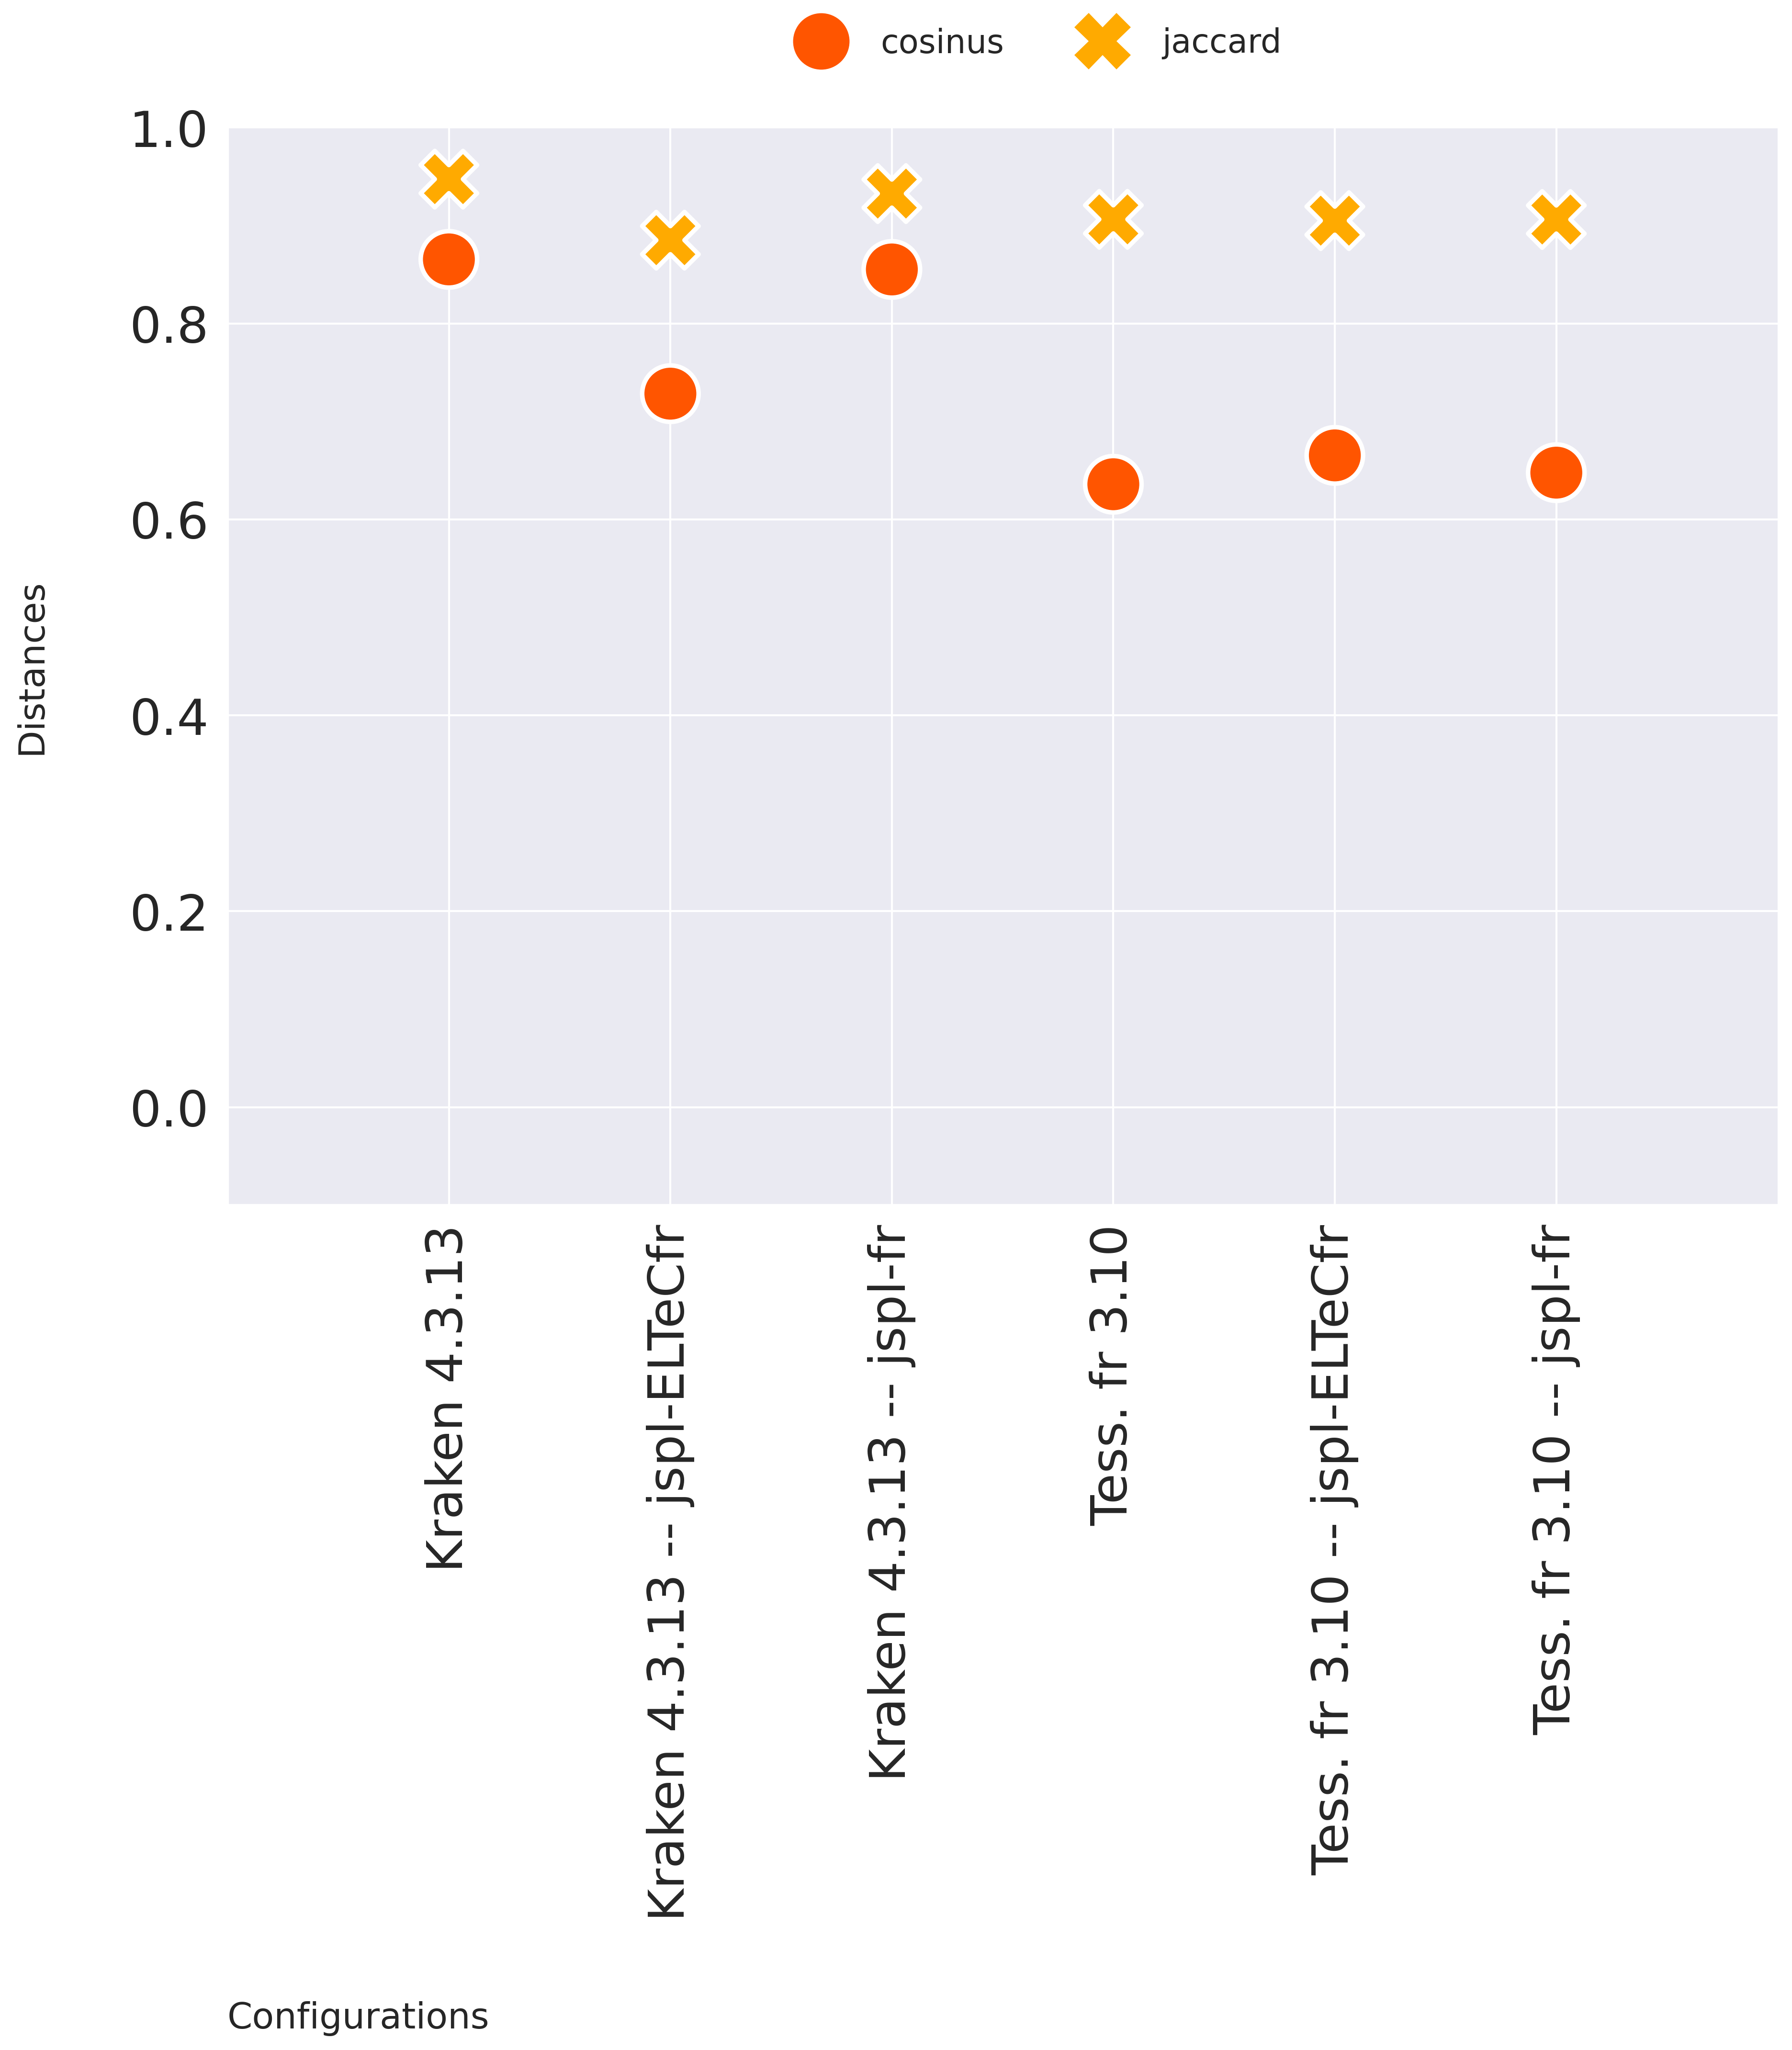 cosinus jaccard
1.0
0.8
0.6
0.4
0.2
0.0
Distances
Kraken 4.3.13
Kraken 4.3.13 -- jspl-ELTeCfr
Kraken 4.3.13 -- jspl-fr
Tess. fr 3.10
Tess. fr 3.10 -- jspl-ELTeCfr
Tess. fr 3.10 -- jspl-fr
Configurations